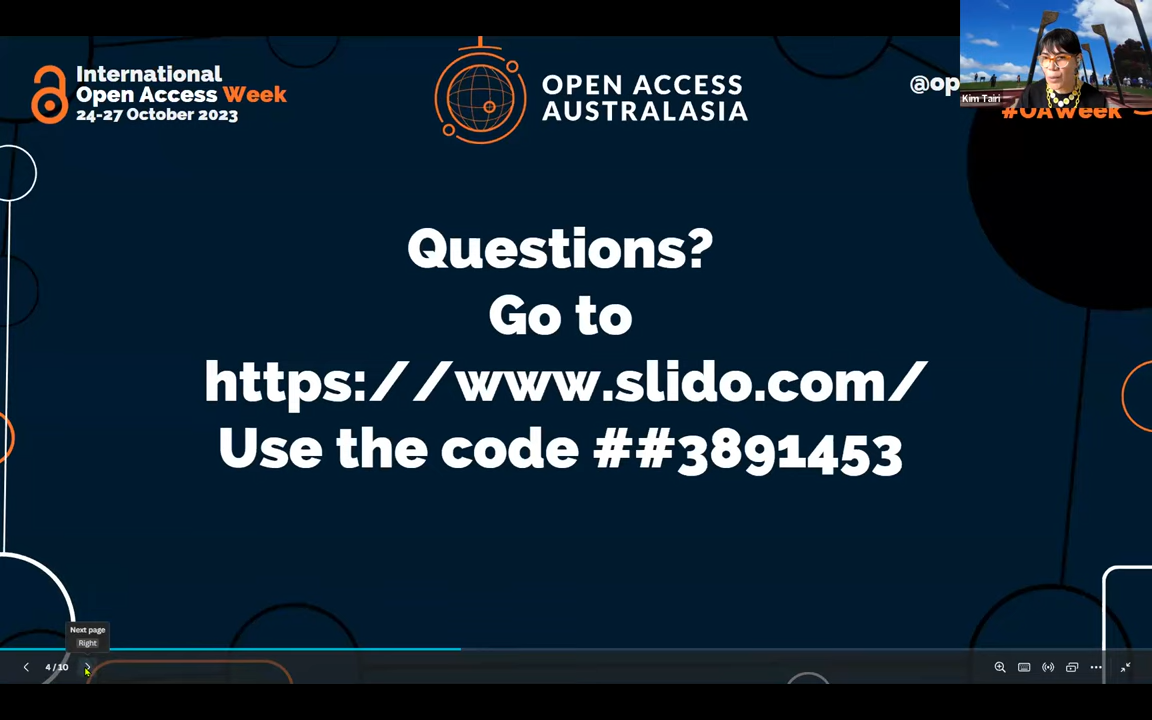 International
Open Access Week
24-27 October 2023
OPEN ACCESS
AUSTRALASIA
@op
Kim Tairi
#OAWeek
Questions?
Go to
https://www.slido.com/
Use the code ##3891453
Next page
Right
4 / 10